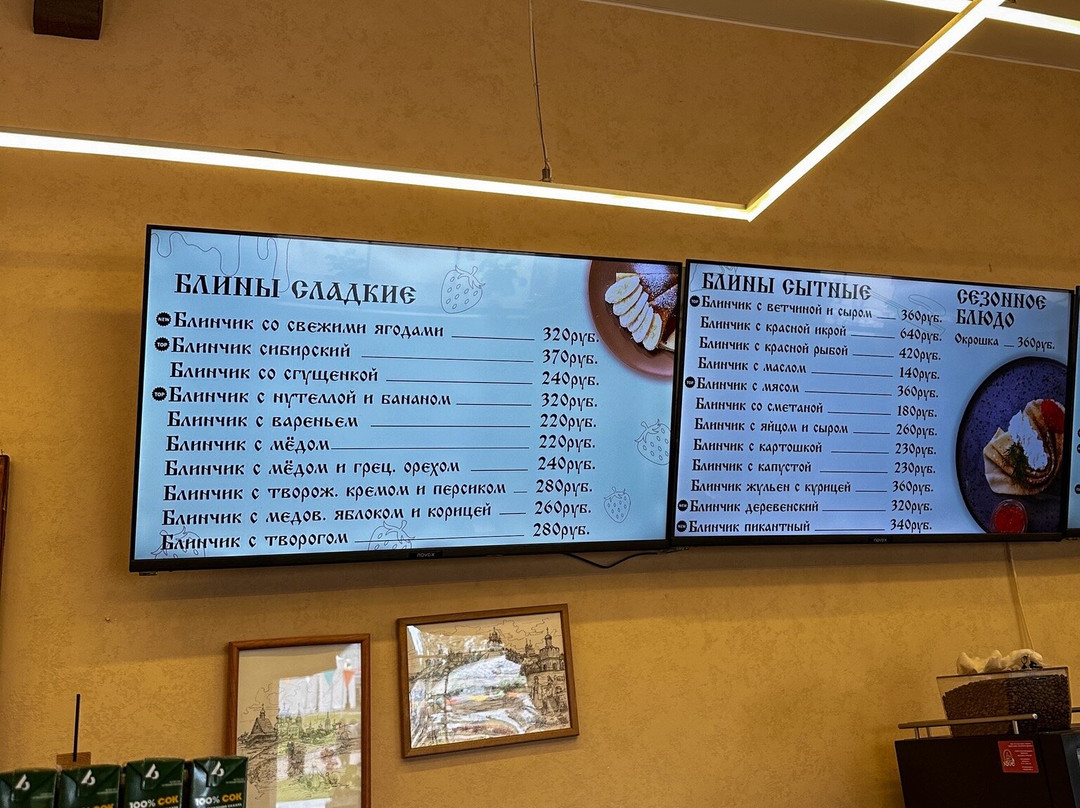 БЛИНЫ СЛАДКИЕ
NEW Блинчик со свежими ягодами 320руб.
TOP Блинчик сибирский 370руб.
Блинчик со сгущенкой 240руб.
TOP Блинчик с нутеллой и бананом 320руб.
Блинчик с вареньем 220руб.
Блинчик с мёдом 220руб.
Блинчик с мёдом и грец. орехом 240руб.
Блинчик с творож. кремом и персиком 280руб.
Блинчик с медов. яблоком и корицей 260руб.
Блинчик с творогом 280руб.
БЛИНЫ СЫТНЫЕ
TOP Блинчик с ветчиной и сыром 360руб.
Блинчик с красной икрой 640руб.
Блинчик с красной рыбой 420руб.
Блинчик с маслом 140руб.
TOP Блинчик с мясом 360руб.
Блинчик со сметаной 180руб.
Блинчик с яйцом и сыром 260руб.
Блинчик с картошкой 230руб.
Блинчик с капустой 230руб.
Блинчик жульен с курицей 360руб.
NEW Блинчик деревенский 320руб.
NEW Блинчик пикантный 340руб.
СЕЗОННОЕ
БЛЮДО
Окрошка 360руб.
100% СОК
100% СОК